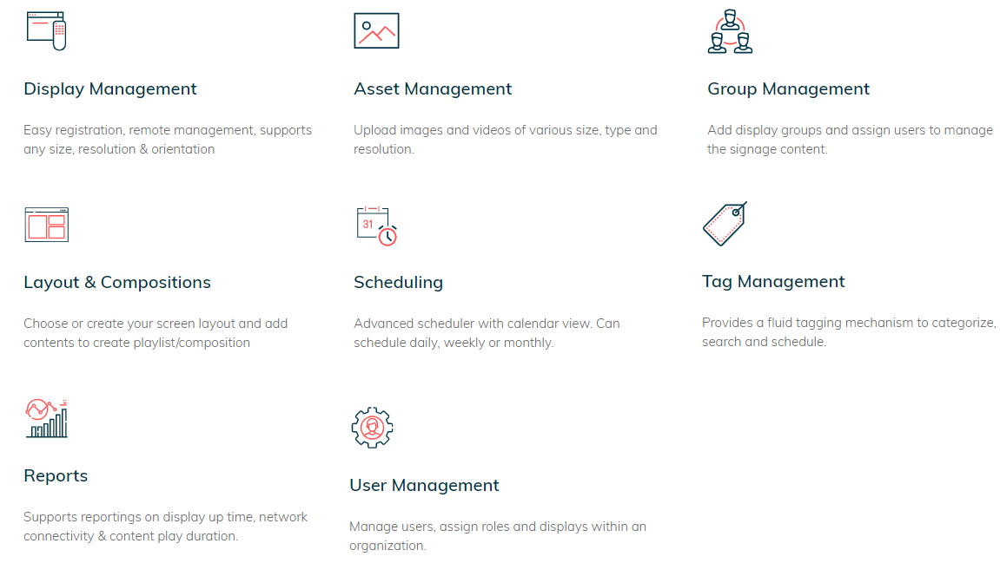 Display Management
Easy registration, remote management, supports
any size, resolution & orientation
Asset Management
Upload images and videos of various size, type and
resolution.
Group Management
Add display groups and assign users to manage
the signage content.
Layout & Compositions
Choose or create your screen layout and add
contents to create playlist/composition
31
Scheduling
Advanced scheduler with calendar view. Can
schedule daily, weekly or monthly.
Tag Management
Provides a fluid tagging mechanism to categorize,
search and schedule.
Reports
Supports reportings on display up time, network
connectivity & content play duration.
User Management
Manage users, assign roles and displays within an
organization.